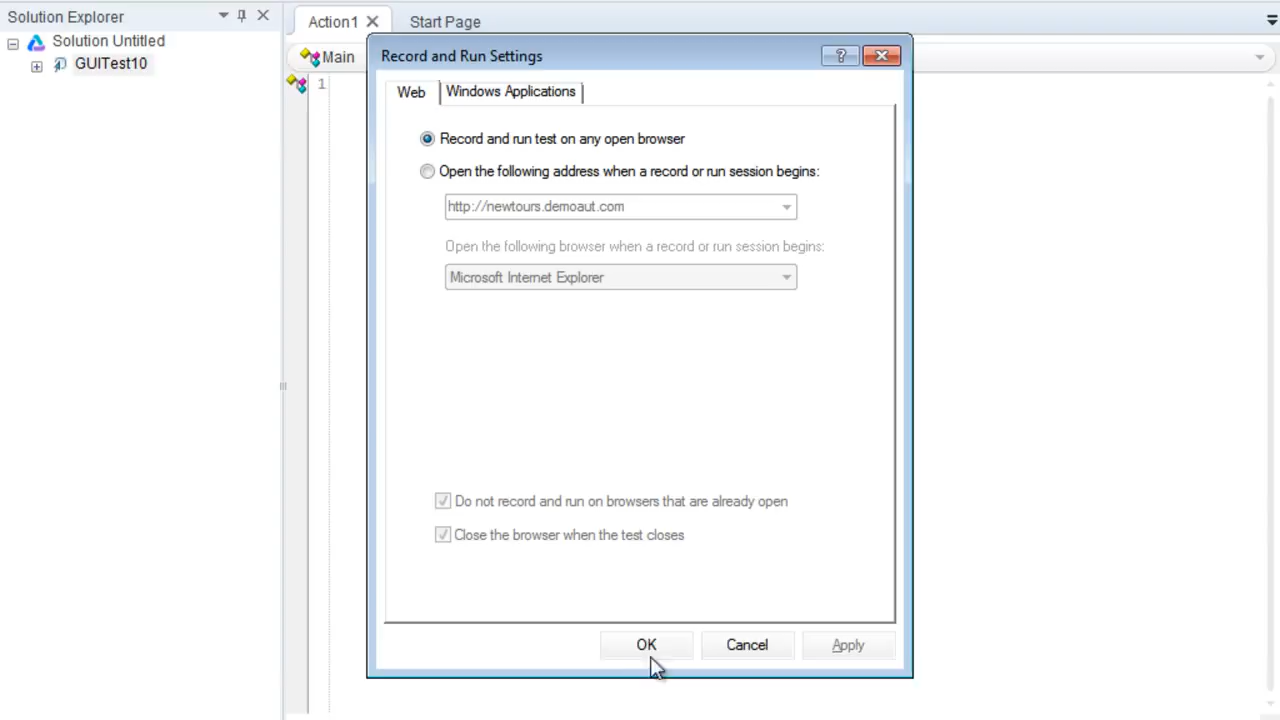 Solution Explorer
Solution Untitled
GUITest10
Action1
Start Page
Main
1
Record and Run Settings
?
Web
Windows Applications
Record and run test on any open browser
Open the following address when a record or run session begins:
http://newtours.demoaut.com
Open the following browser when a record or run session begins:
Microsoft Internet Explorer
Do not record and run on browsers that are already open
Close the browser when the test closes
OK
Cancel
Apply